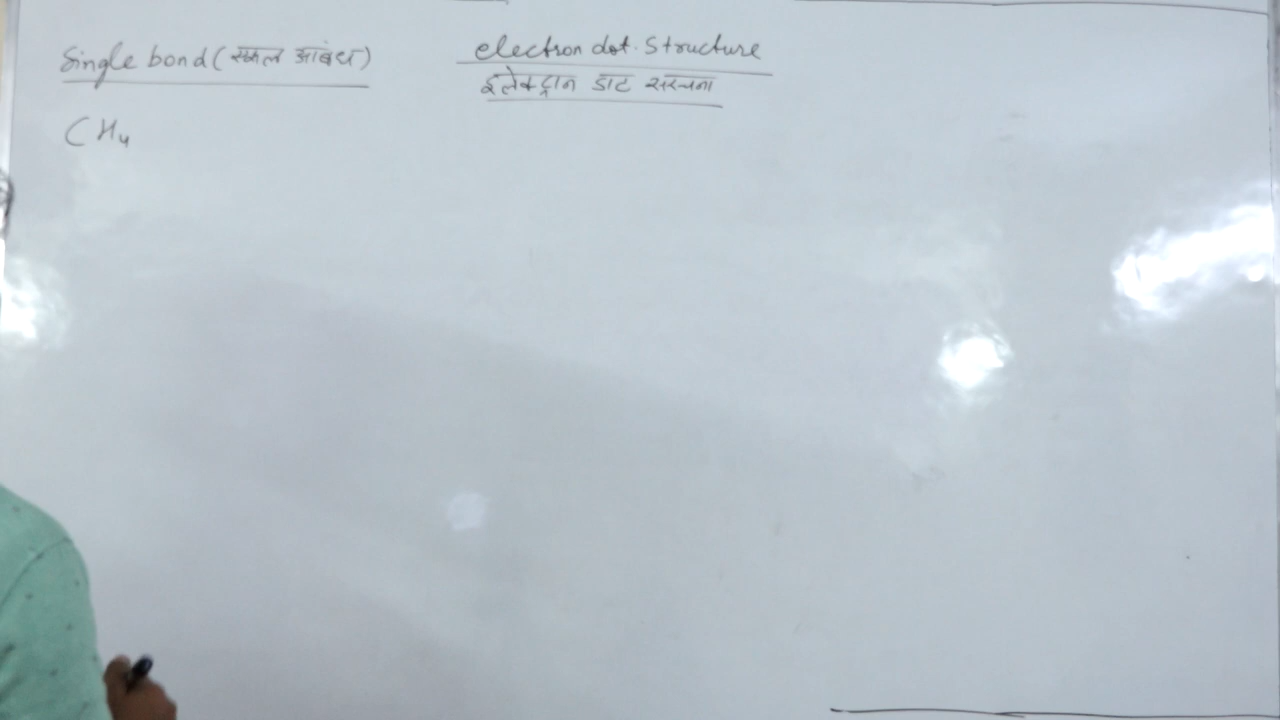 Single bond (एकल आबंध)
electron dot. Structure
इलेक्ट्रान डाट संरचना
CH₄